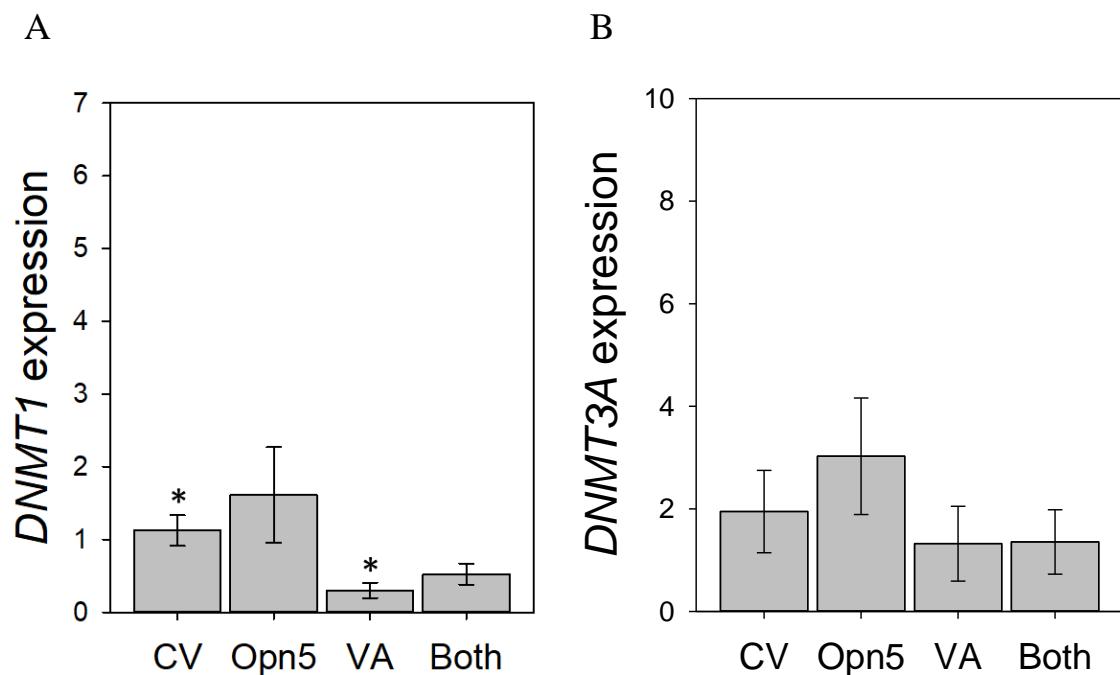 A
B
DNMT1 expression
7
6
5
4
3
2
1
0
*
*
CV Opn5 VA Both
DNMT3A expression
10
8
6
4
2
0
CV Opn5 VA Both